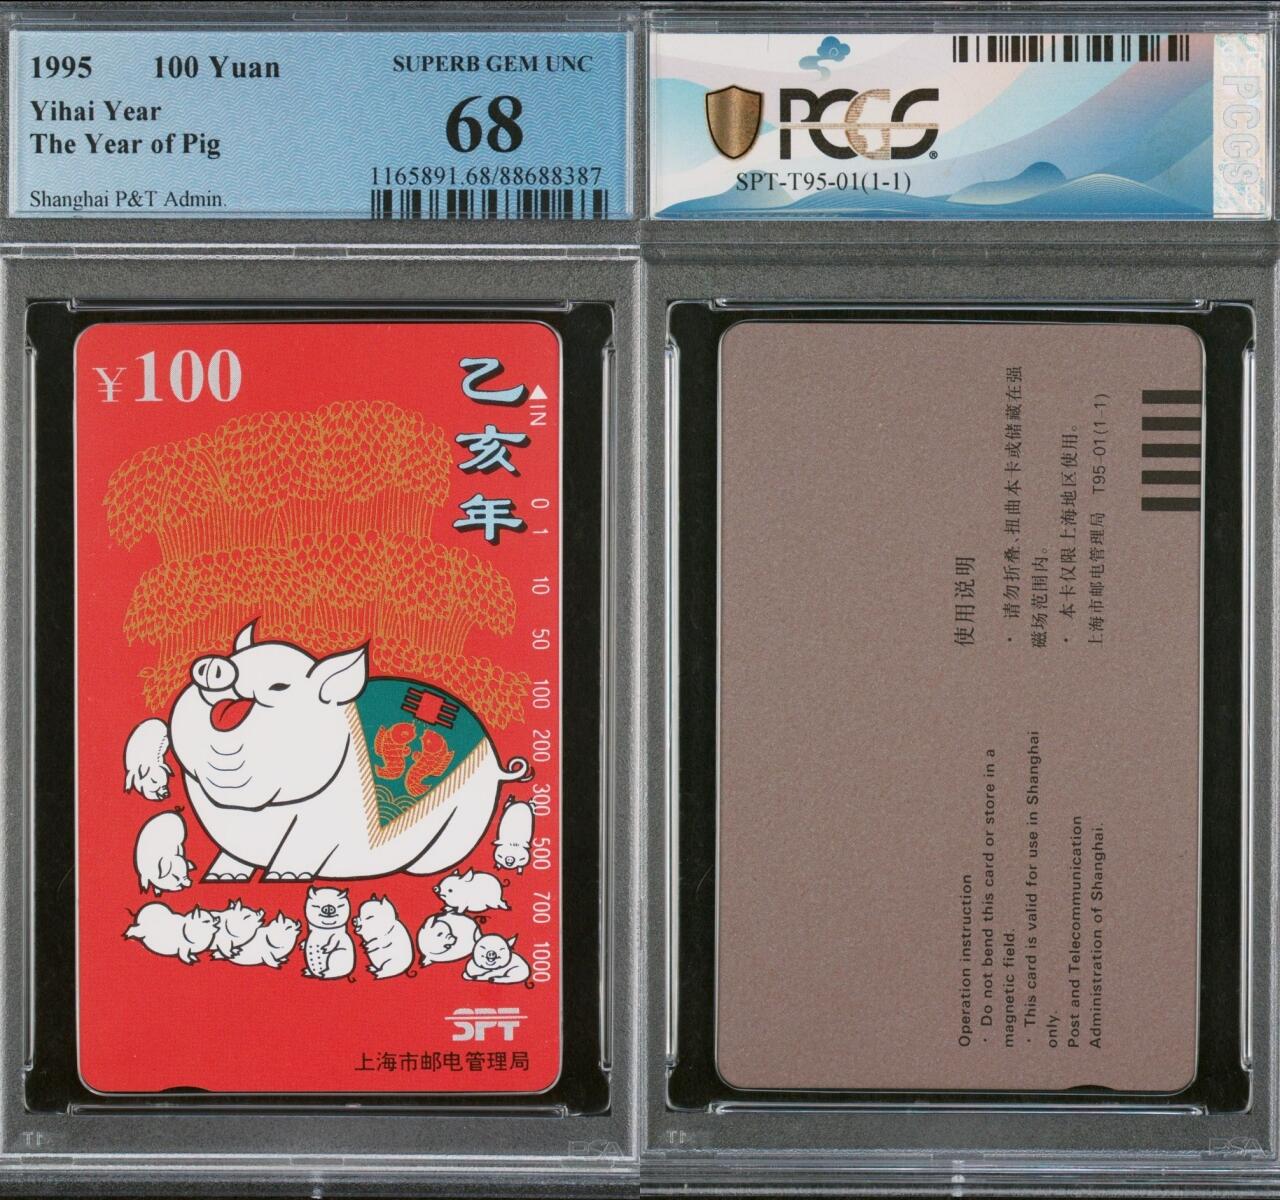 1995 100 Yuan
SUPERB GEM UNC
Yihai Year
68
The Year of Pig
1165891.68/88688387
Shanghai P&T Admin.
¥100
乙亥年
IN
0
1
10
50
100
200
300
500
700
1000
SPT
上海市邮电管理局
PCGS
SPT-T95-01(1-1)
PCGS
使用说明
· 请勿折叠、扭曲本卡或储藏在强
磁场范围内。
· 本卡仅限上海地区使用。
上海市邮电管理局 T95-01(1-1)
Operation instruction
· Do not bend this card or store in a
magnetic field.
· This card is valid for use in Shanghai
only.
Post and Telecommunication
Administration of Shanghai.